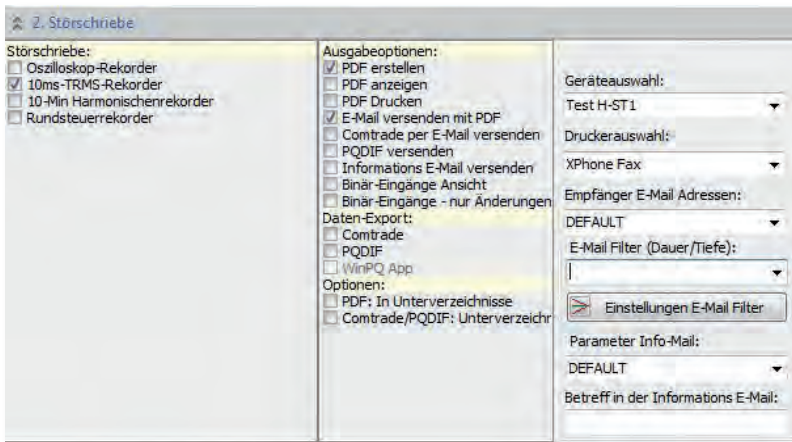 2. Störschriebe
Störschriebe:
Oszilloskop-Rekorder
10ms-TRMS-Rekorder
10-Min Harmonischenrekorder
Rundsteuerrekorder
Ausgabeoptionen:
PDF erstellen
PDF anzeigen
PDF Drucken
E-Mail versenden mit PDF
Comtrade per E-Mail versenden
PQDIF versenden
Informations E-Mail versenden
Binär-Eingänge Ansicht
Binär-Eingänge - nur Änderungen
Daten-Export:
Comtrade
PQDIF
WinPQ App
Optionen:
PDF: In Unterverzeichnisse
Comtrade/PQDIF: Unterverzeichr
Geräteauswahl:
Test H-ST1
Druckerauswahl:
XPhone Fax
Empfänger E-Mail Adressen:
DEFAULT
E-Mail Filter (Dauer/Tiefe):
Einstellungen E-Mail Filter
Parameter Info-Mail:
DEFAULT
Betreff in der Informations E-Mail: